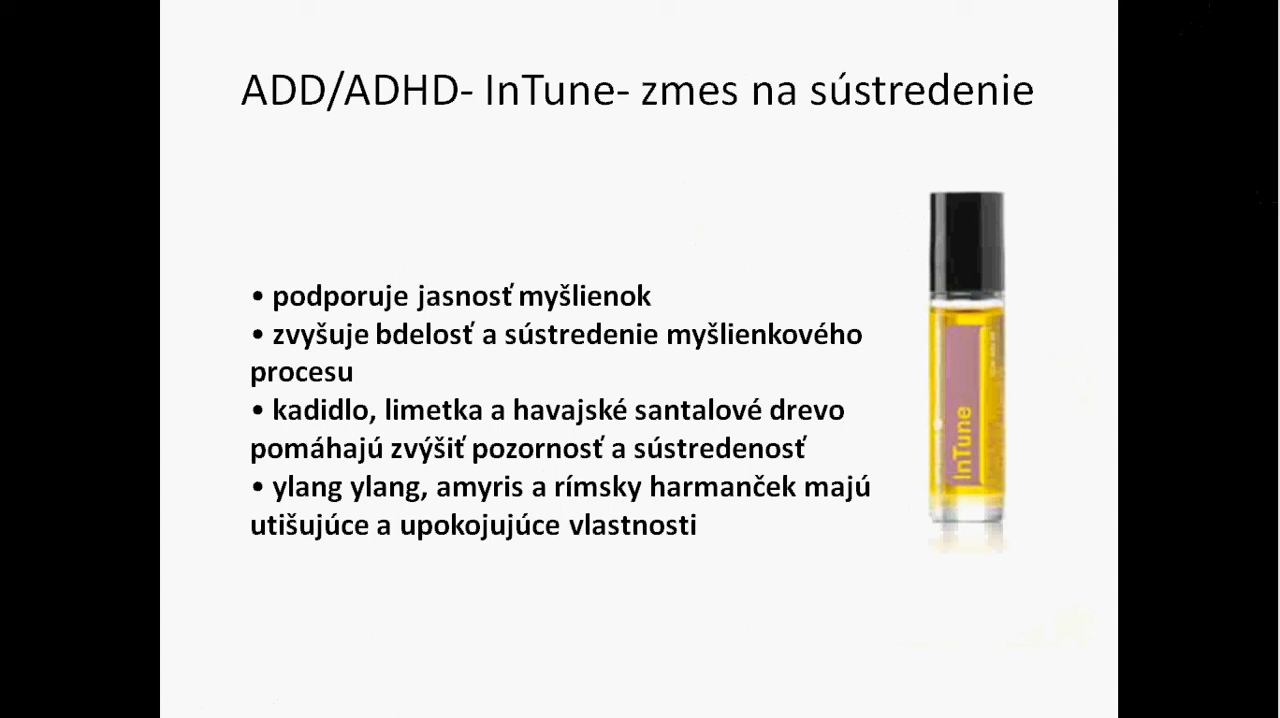 ADD/ADHD- InTune- zmes na sústredenie
• podporuje jasnosť myšlienok
• zvyšuje bdelosť a sústredenie myšlienkového
procesu
• kadidlo, limetka a havajské santalové drevo
pomáhajú zvýšiť pozornosť a sústredenosť
• ylang ylang, amyris a rímsky harmanček majú
utišujúce a upokojujúce vlastnosti
InTune